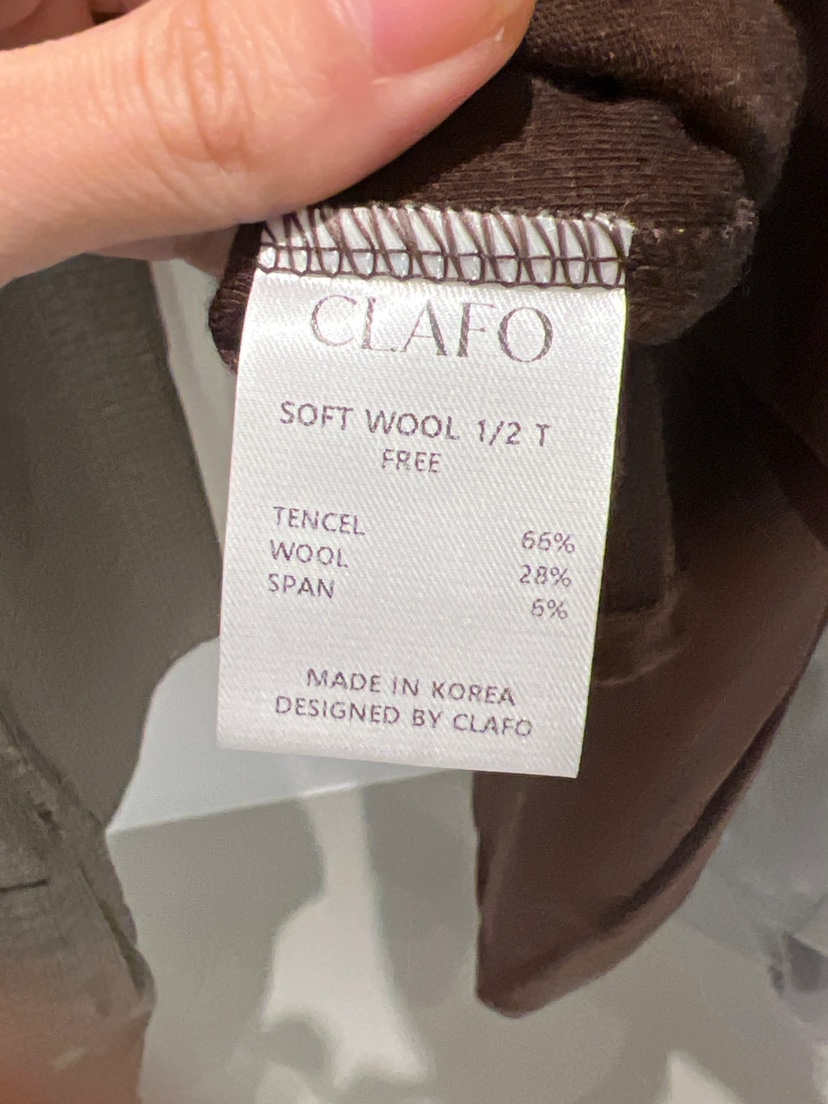 CLAFO
SOFT WOOL 1/2 T
FREE
TENCEL 66%
WOOL 28%
SPAN 6%
MADE IN KOREA
DESIGNED BY CLAFO